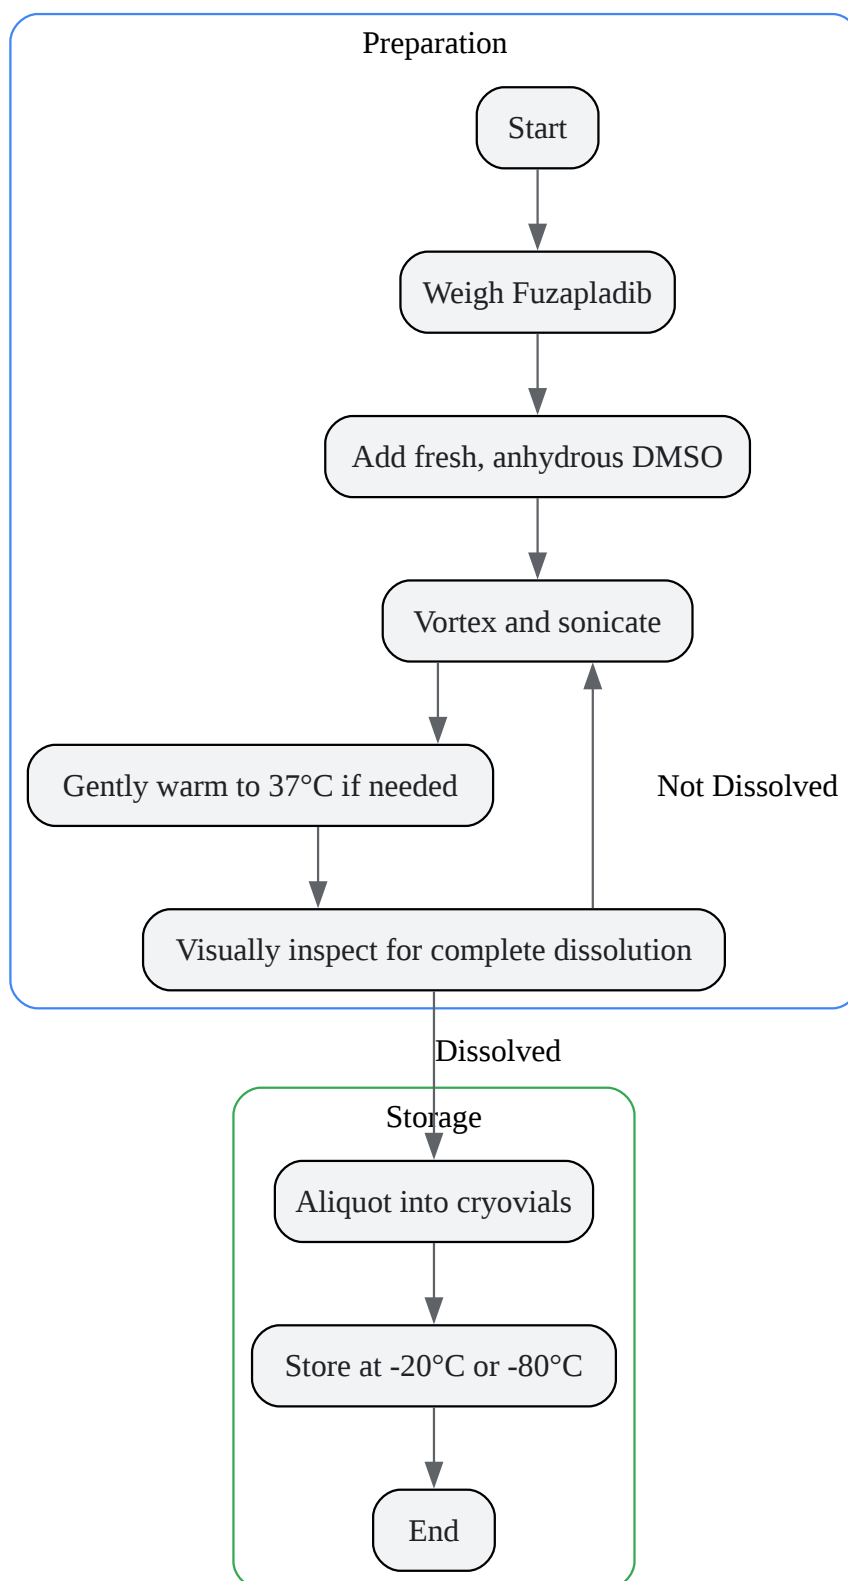 Preparation
Start
Weigh Fuzapladib
Add fresh, anhydrous DMSO
Vortex and sonicate
Gently warm to 37°C if needed
Not Dissolved
Visually inspect for complete dissolution
Dissolved
Storage
Aliquot into cryovials
Store at -20°C or -80°C
End